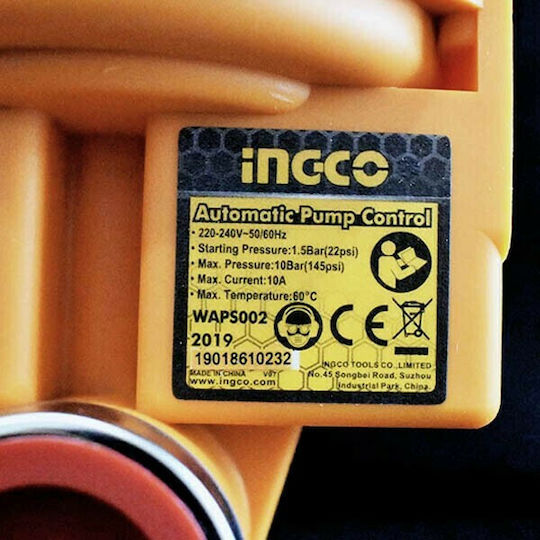 INGCO
Automatic Pump Control
• 220-240V~50/60Hz
• Starting Pressure:1.5Bar(22psi)
• Max. Pressure:10Bar(145psi)
• Max. Current:10A
• Max. Temperature:60°C
WAPS002
CE
2019
19018610232
MADE IN CHINA V07
www.ingco.com
INGCO TOOLS CO.,LIMITED
No.45 Songbei Road, Suzhou
Industrial Park, China.